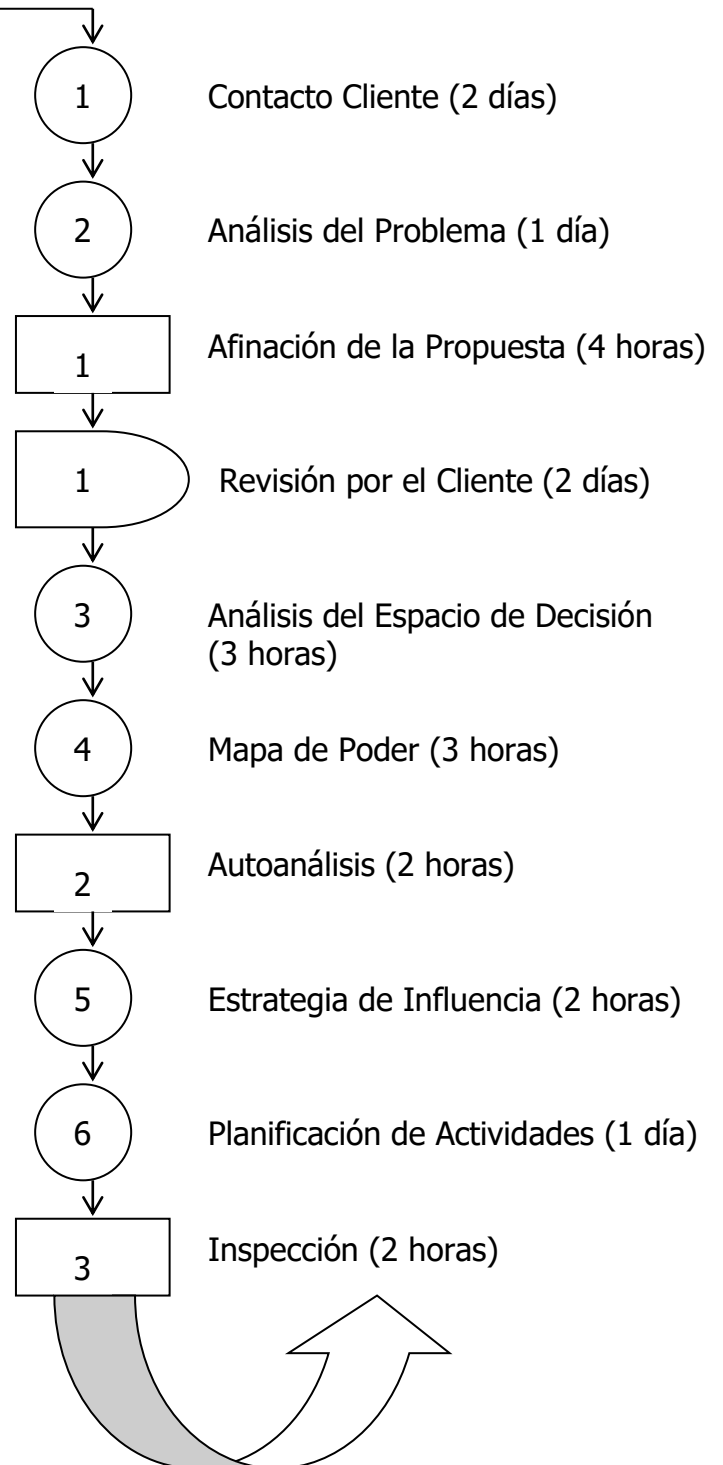 1 Contacto Cliente (2 días)
2 Análisis del Problema (1 día)
1 Afinación de la Propuesta (4 horas)
1 Revisión por el Cliente (2 días)
3 Análisis del Espacio de Decisión
(3 horas)
4 Mapa de Poder (3 horas)
2 Autoanálisis (2 horas)
5 Estrategia de Influencia (2 horas)
6 Planificación de Actividades (1 día)
3 Inspección (2 horas)